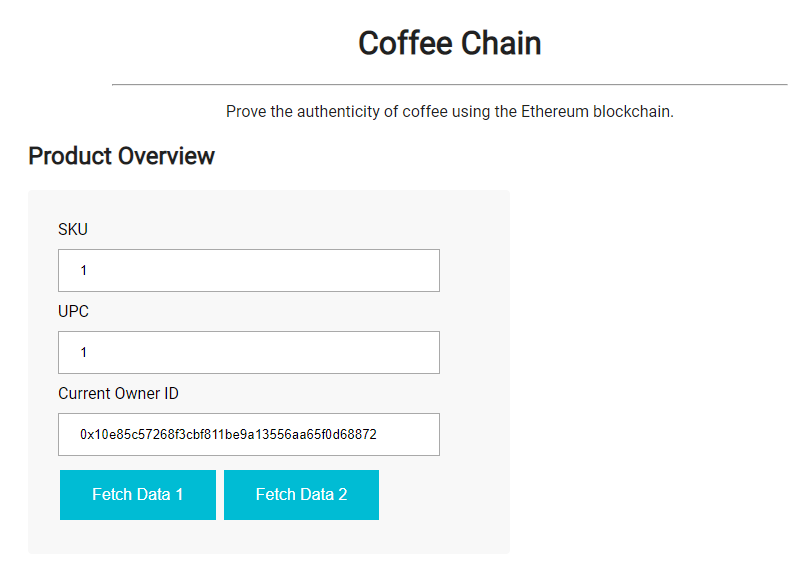 Coffee Chain
Prove the authenticity of coffee using the Ethereum blockchain.
Product Overview
SKU
1
UPC
1
Current Owner ID
0x10e85c57268f3cbf811be9a13556aa65f0d68872
Fetch Data 1 Fetch Data 2